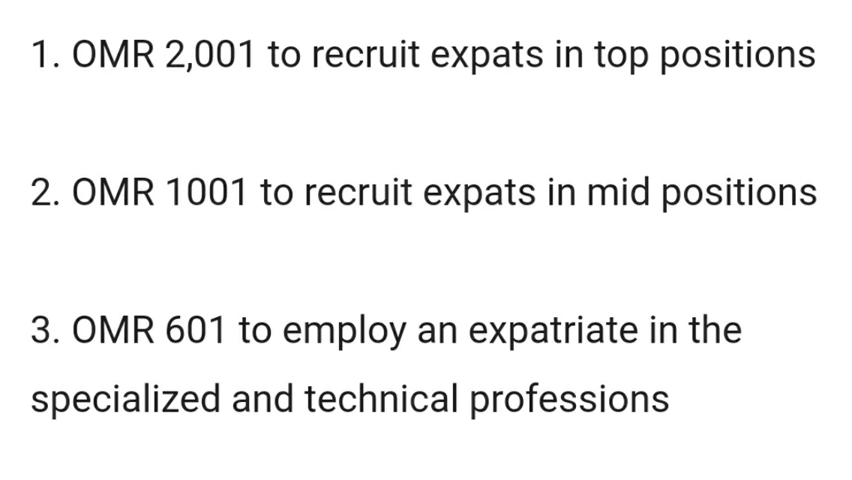 1. OMR 2,001 to recruit expats in top positions
2. OMR 1001 to recruit expats in mid positions
3. OMR 601 to employ an expatriate in the
specialized and technical professions